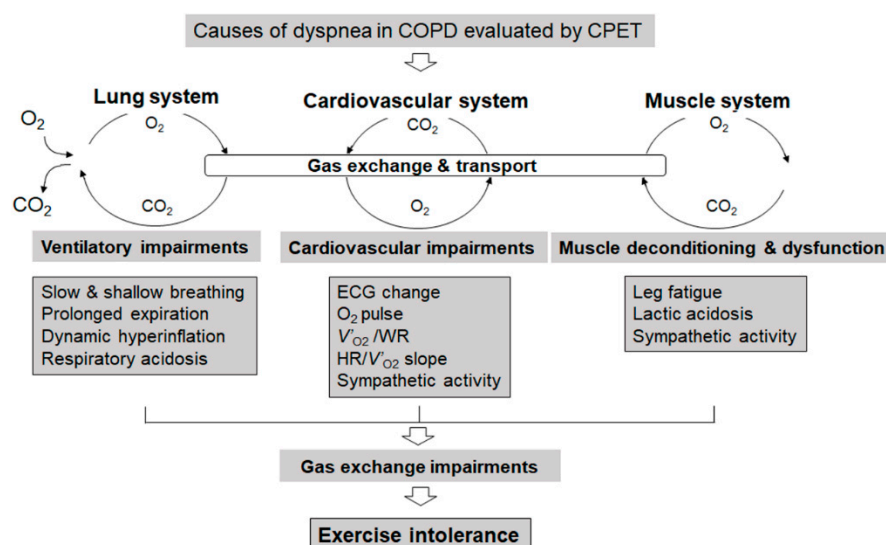 Causes of dyspnea in COPD evaluated by CPET
Lung system
Cardiovascular system
Muscle system
O₂
O₂
CO₂
O₂
Gas exchange & transport
CO₂
CO₂
O₂
CO₂
Ventilatory impairments
Cardiovascular impairments
Muscle deconditioning & dysfunction
Slow & shallow breathing
Prolonged expiration
Dynamic hyperinflation
Respiratory acidosis
ECG change
O₂ pulse
V'O2 /WR
HR/V'O2 slope
Sympathetic activity
Leg fatigue
Lactic acidosis
Sympathetic activity
Gas exchange impairments
Exercise intolerance